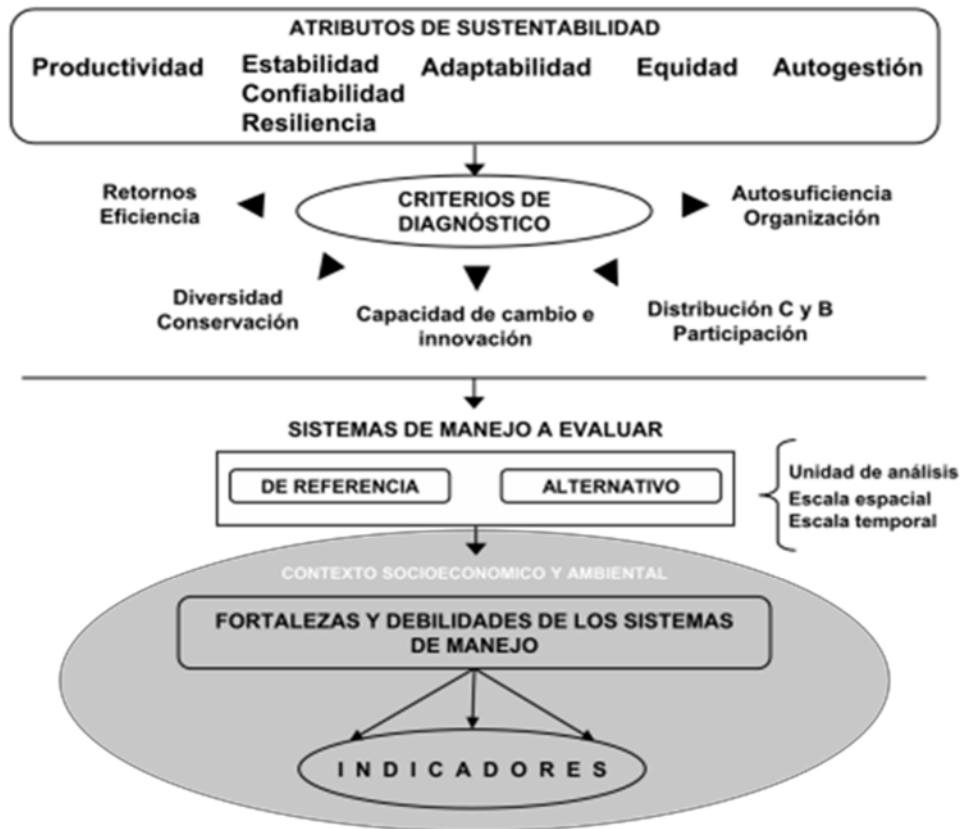 ATRIBUTOS DE SUSTENTABILIDAD
Productividad
Estabilidad
Confiabilidad
Resiliencia
Adaptabilidad
Equidad
Autogestión
Retornos
Eficiencia
CRITERIOS DE
DIAGNÓSTICO
Autosuficiencia
Organización
Diversidad
Conservación
Capacidad de cambio e
innovación
Distribución C y B
Participación
SISTEMAS DE MANEJO A EVALUAR
DE REFERENCIA
ALTERNATIVO
Unidad de análisis
Escala espacial
Escala temporal
CONTEXTO SOCIOECONOMICO Y AMBIENTAL
FORTALEZAS Y DEBILIDADES DE LOS SISTEMAS
DE MANEJO
INDICADORES